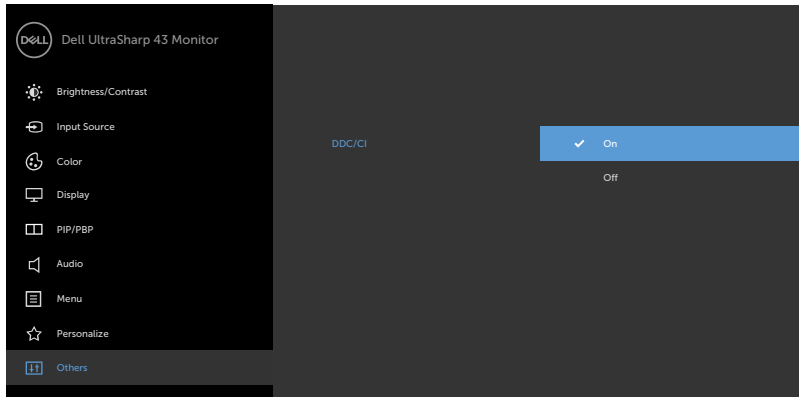 DELL
Dell UltraSharp 43 Monitor
Brightness/Contrast
Input Source
Color
Display
PIP/PBP
Audio
Menu
Personalize
Others
DDC/CI
On
Off